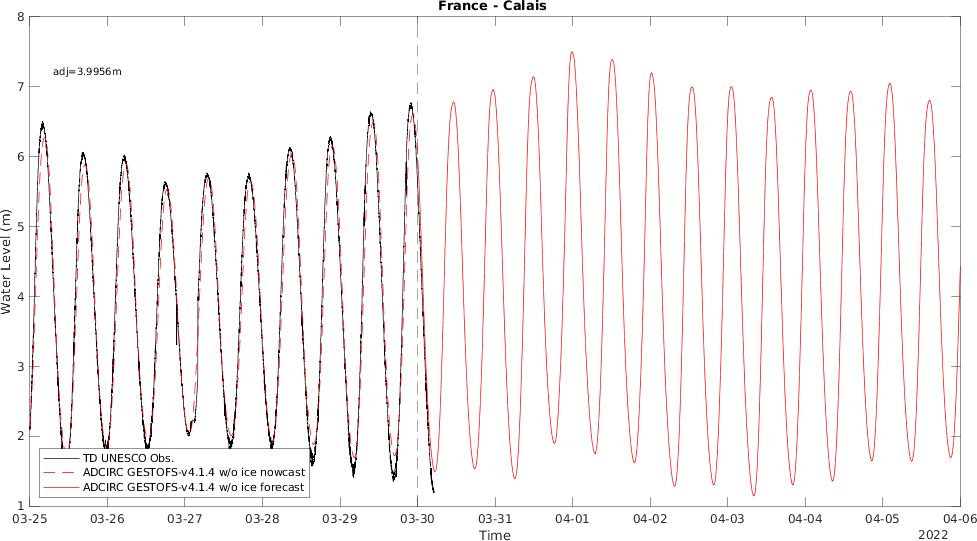 France - Calais
adj=3.9956m
Water Level (m)
8
7
6
5
4
3
2
1
TD UNESCO Obs.
ADCIRC GESTOFS-v4.1.4 w/o ice nowcast
ADCIRC GESTOFS-v4.1.4 w/o ice forecast
03-25 03-26 03-27 03-28 03-29 03-30 03-31 04-01 04-02 04-03 04-04 04-05 04-06
Time
2022